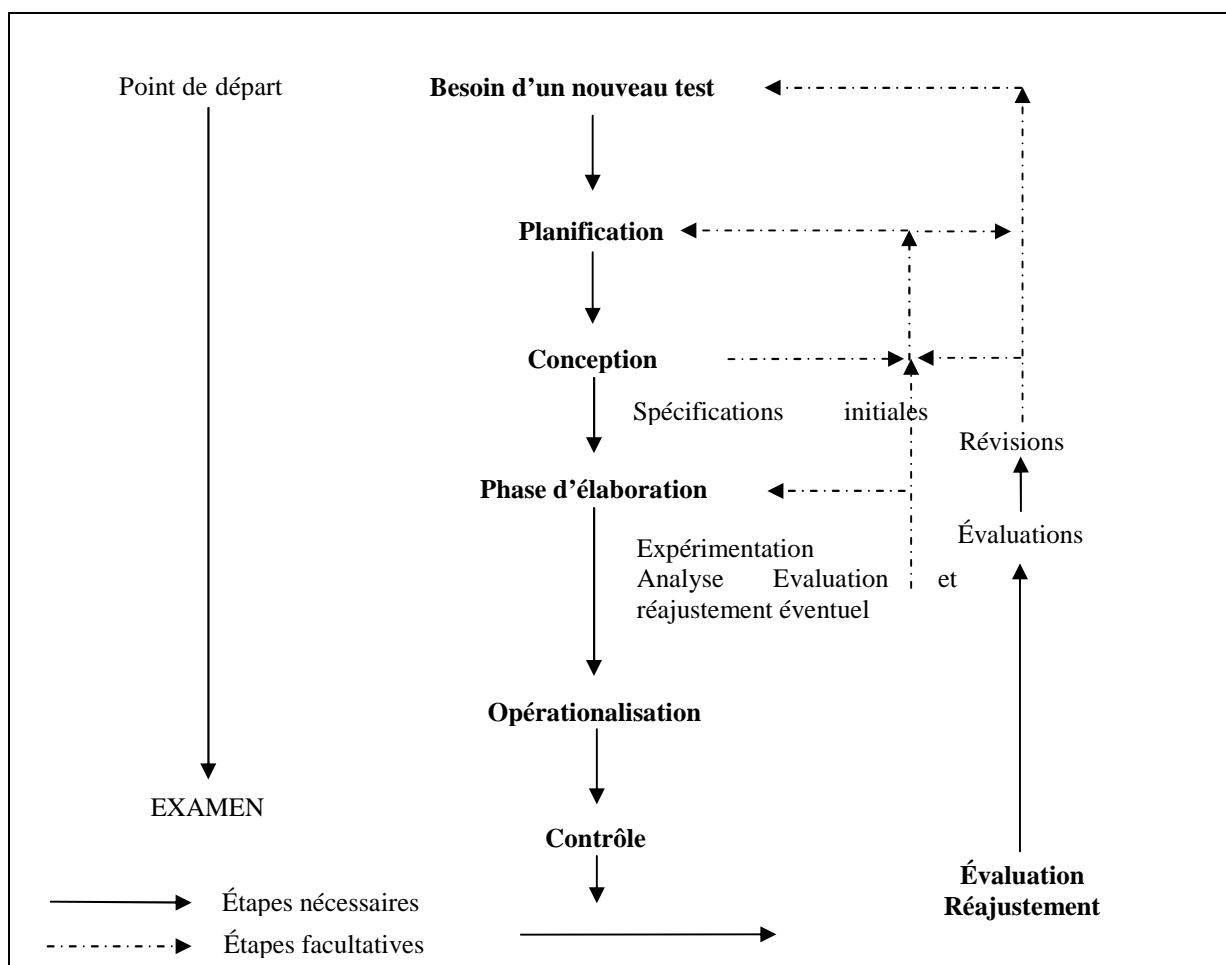 Point de départ
Besoin d’un nouveau test
Planification
Conception
Spécifications initiales
Révisions
Phase d’élaboration
Évaluations
Expérimentation
Analyse Evaluation et
réajustement éventuel
Opérationalisation
EXAMEN
Contrôle
Évaluation
Réajustement
Étapes nécessaires
Étapes facultatives